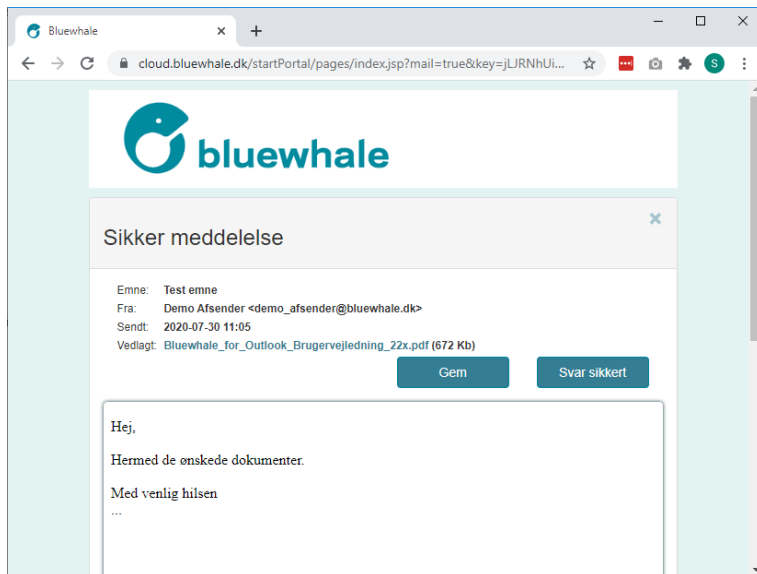 Bluewhale
cloud.bluewhale.dk/startPortal/pages/index.jsp?mail=true&key=jLJRNhUi...
S
bluewhale
Sikker meddelelse
Emne: Test emne
Fra: Demo Afsender <demo_afsender@bluewhale.dk>
Sendt: 2020-07-30 11:05
Vedlagt: Bluewhale_for_Outlook_Brugervejledning_22x.pdf (672 Kb)
Gem Svar sikkert
Hej,
Hermed de ønskede dokumenter.
Med venlig hilsen
...